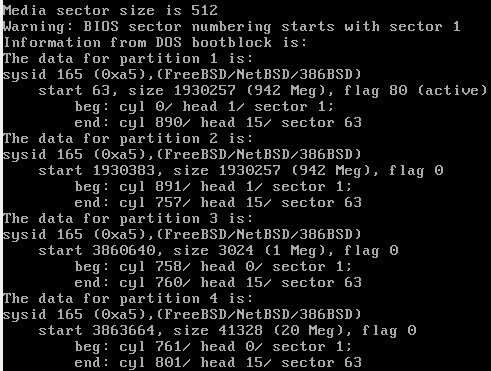 Media sector size is 512
Warning: BIOS sector numbering starts with sector 1
Information from DOS bootblock is:
The data for partition 1 is:
sysid 165 (0xa5),(FreeBSD/NetBSD/386BSD)
    start 63, size 1930257 (942 Meg), flag 80 (active)
        beg: cyl 0/ head 1/ sector 1;
        end: cyl 890/ head 15/ sector 63
The data for partition 2 is:
sysid 165 (0xa5),(FreeBSD/NetBSD/386BSD)
    start 1930383, size 1930257 (942 Meg), flag 0
        beg: cyl 891/ head 1/ sector 1;
        end: cyl 757/ head 15/ sector 63
The data for partition 3 is:
sysid 165 (0xa5),(FreeBSD/NetBSD/386BSD)
    start 3860640, size 3024 (1 Meg), flag 0
        beg: cyl 758/ head 0/ sector 1;
        end: cyl 760/ head 15/ sector 63
The data for partition 4 is:
sysid 165 (0xa5),(FreeBSD/NetBSD/386BSD)
    start 3863664, size 41328 (20 Meg), flag 0
        beg: cyl 761/ head 0/ sector 1;
        end: cyl 801/ head 15/ sector 63